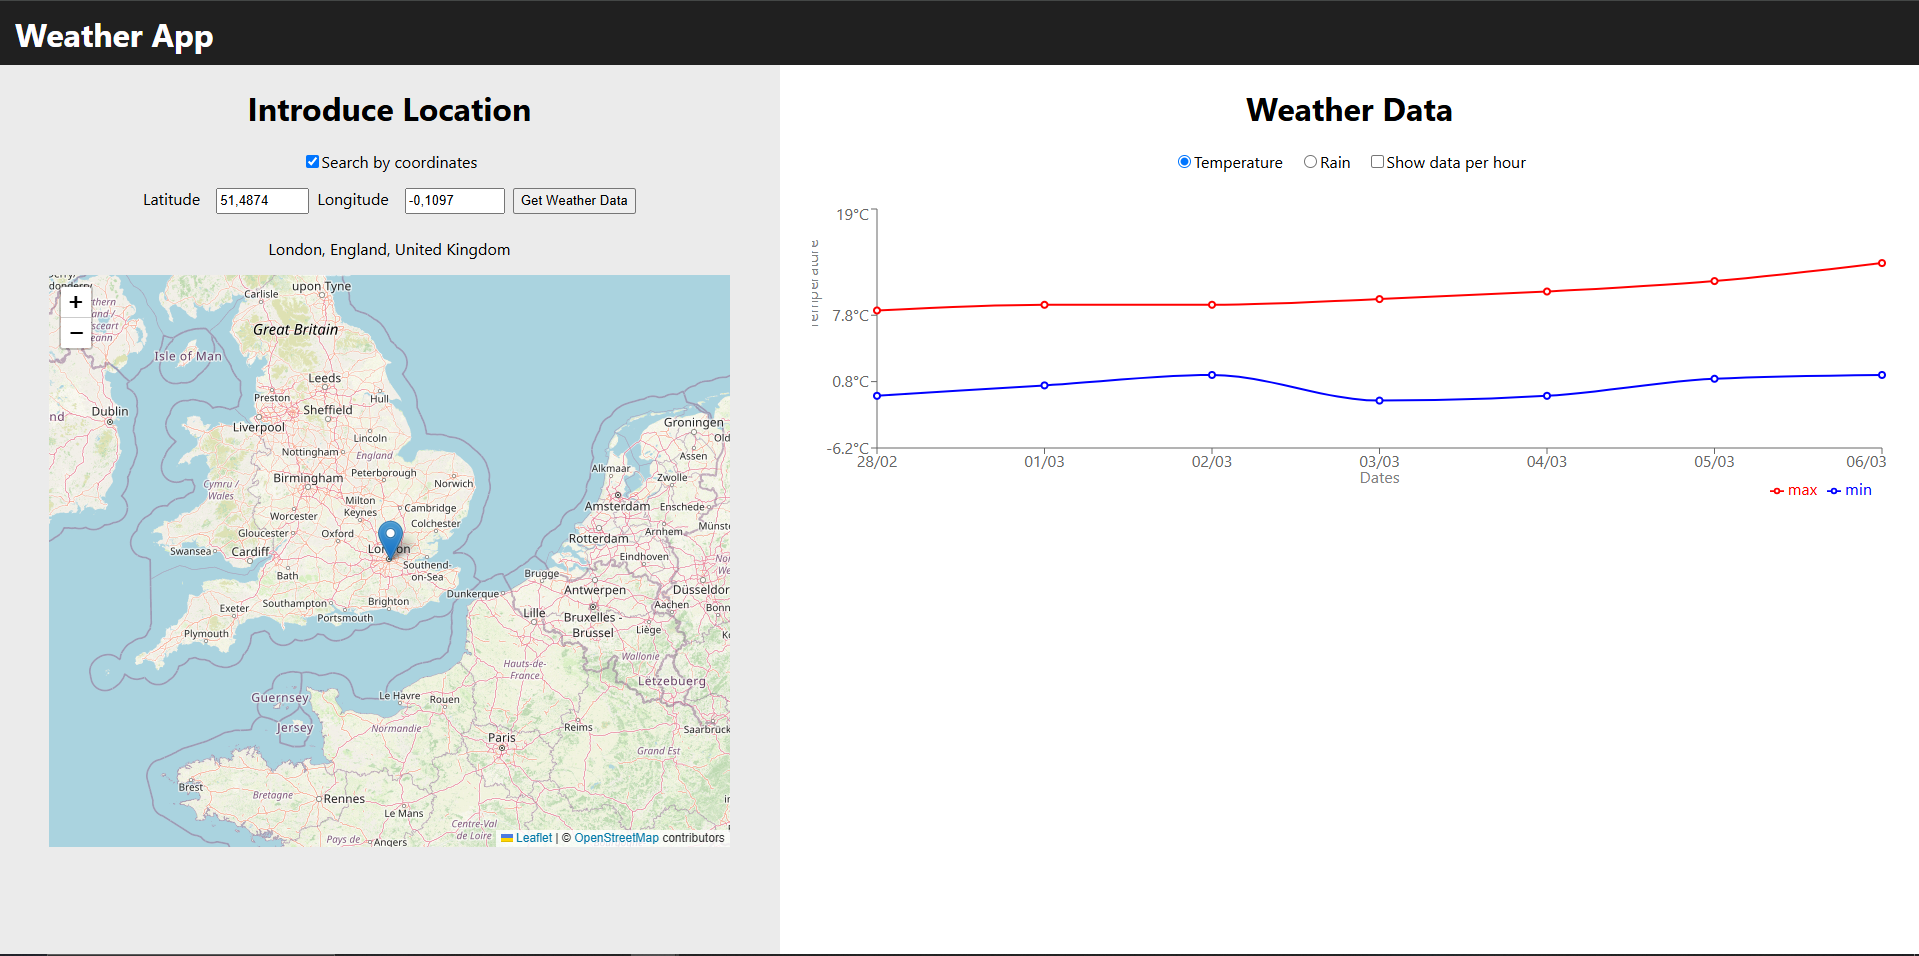 Weather App
Introduce Location
Search by coordinates
Latitude 51,4874 Longitude -0,1097 Get Weather Data
London, England, United Kingdom
+
−
upon Tyne
Carlisle
Great Britain
Isle of Man
Leeds
Preston
Hull
Sheffield
Dublin
Liverpool
Lincoln
Nottingham
England
Peterborough
Birmingham
Norwich
Cymru /
Wales
Milton
Keynes
Cambridge
Worcester
Colchester
Gloucester
Oxford
London
Swansea
Cardiff
Southend-
on-Sea
Bath
Southampton
Brighton
Exeter
Portsmouth
Plymouth
Groningen
Assen
Alkmaar
Zwolle
Amsterdam
Enschede
Arnhem
Rotterdam
Eindhoven
Brugge
Dunkerque
Antwerpen
Aachen
Lille
Bruxelles -
Brussel
Liège
Bonn
Wallonie
Hauts-de-
France
Lëtzebuerg
Guernsey
Jersey
Le Havre
Rouen
Normandie
Reims
Paris
Grand Est
Brest
Bretagne
Rennes
Le Mans
Centre-Val
de Loire
Pays de
Angers
Leaflet | © OpenStreetMap contributors
Weather Data
Temperature Rain Show data per hour
Temperature
19°C
7.8°C
0.8°C
-6.2°C
28/02 01/03 02/03 03/03 04/03 05/03 06/03
Dates
max min